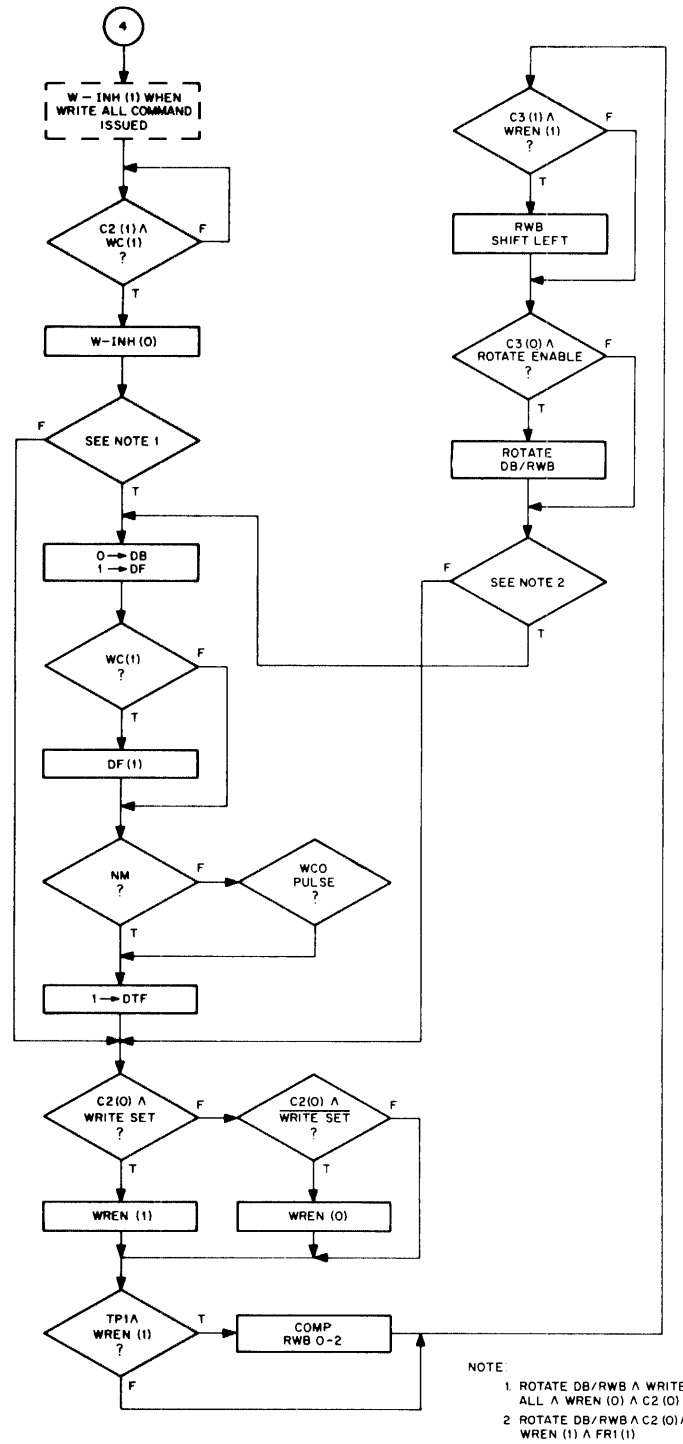 4
W – INH (1) WHEN
WRITE ALL COMMAND
ISSUED
C2 (1) Λ
WC(1)
?
F
T
W-INH (0)
F
SEE NOTE 1
T
0 → DB
1 → DF
WC(1)
?
F
T
DF (1)
NM
?
F
T
WCO
PULSE
?
1 → DTF
C2(0) Λ
WRITE SET
?
F
T
C2(0) Λ
WRITE SET
?
F
T
WREN (1)
WREN (0)
TP1Λ
WREN (1)
?
T
F
COMP
RWB 0-2
C3(1) Λ
WREN (1)
?
F
T
RWB
SHIFT LEFT
C3(0) Λ
ROTATE ENABLE
?
F
T
ROTATE
DB/RWB
F
SEE NOTE 2
T
NOTE:
1. ROTATE DB/RWB Λ WRITE
ALL Λ WREN (0) Λ C2 (0)
2. ROTATE DB/RWB Λ C2 (0) Λ
WREN (1) Λ FR1 (1)